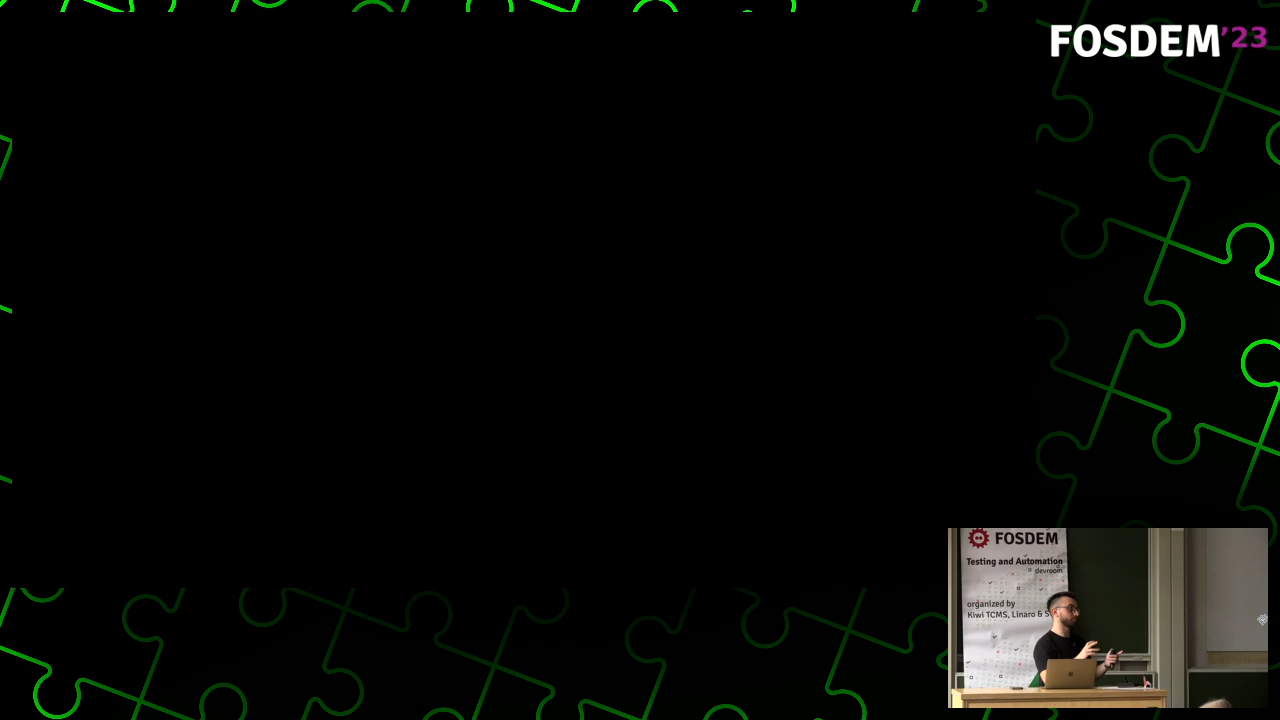 FOSDEM'23
FOSDEM
Testing and Automation
devroom
organized by
Kiwi TCMS, Linaro & S